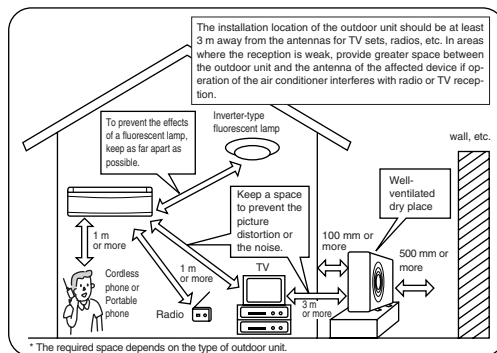 The installation location of the outdoor unit should be at least
3 m away from the antennas for TV sets, radios, etc. In areas
where the reception is weak, provide greater space between
the outdoor unit and the antenna of the affected device if op-
eration of the air conditioner interferes with radio or TV recep-
tion.
To prevent the effects
of a fluorescent lamp,
keep as far apart as
possible.
Inverter-type
fluorescent lamp
wall, etc.
Keep a space
to prevent the
picture
distortion or
the noise.
Well-
ventilated
dry place
1 m
or more
Cordless
phone or
Portable
phone
1 m
or more
Radio
TV
3 m*
or more
100 mm or
more
500 mm or
more
* The required space depends on the type of outdoor unit.